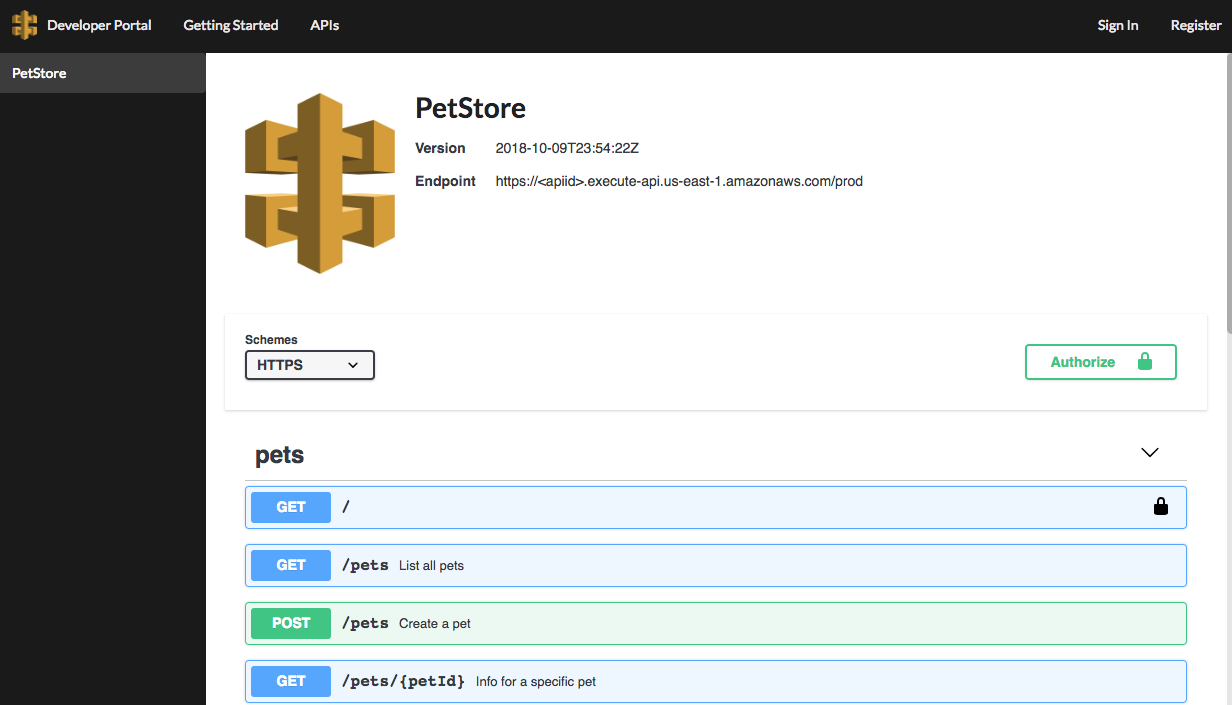 Developer Portal Getting Started APIs Sign In Register
PetStore
PetStore
Version 2018-10-09T23:54:22Z
Endpoint https://<apiid>.execute-api.us-east-1.amazonaws.com/prod
Schemes
HTTPS
Authorize
pets
GET /
GET /pets List all pets
POST /pets Create a pet
GET /pets/{petId} Info for a specific pet